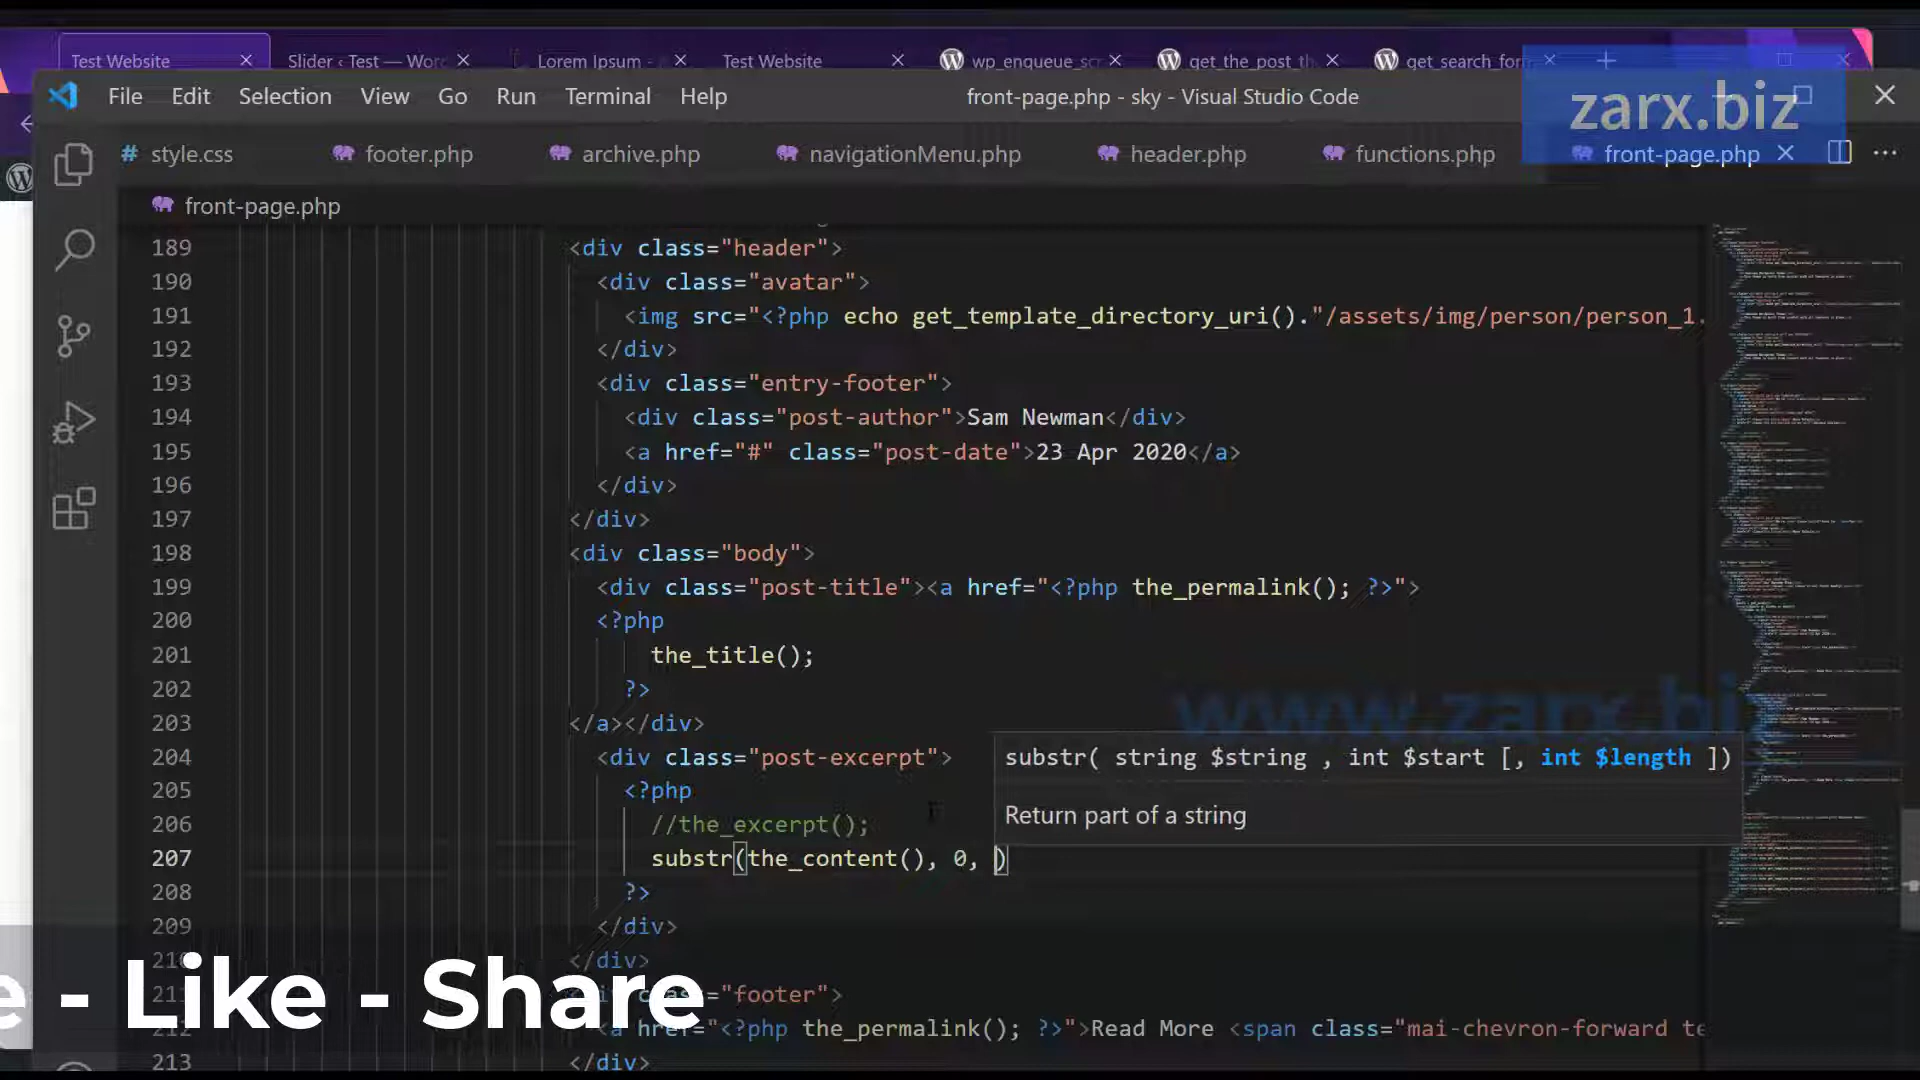 Test Website
Slider ‹ Test — Wor
Lorem Ipsum -
Test Website
wp_enqueue_scr
get_the_post_th
get_search_form
zarx.biz
File Edit Selection View Go Run Terminal Help
front-page.php - sky - Visual Studio Code
# style.css
footer.php
archive.php
navigationMenu.php
header.php
functions.php
front-page.php
front-page.php
189 <div class="header">
190 <div class="avatar">
191 <img src="<?php echo get_template_directory_uri()."/assets/img/person/person_1.
192 </div>
193 <div class="entry-footer">
194 <div class="post-author">Sam Newman</div>
195 <a href="#" class="post-date">23 Apr 2020</a>
196 </div>
197 </div>
198 <div class="body">
199 <div class="post-title"><a href="<?php the_permalink(); ?>">
200 <?php
201 the_title();
202 ?>
203 </a></div>
www.zarx.biz
204 <div class="post-excerpt">
substr( string $string , int $start [, int $length ])
Return part of a string
205 <?php
206 //the_excerpt();
207 substr(the_content(), 0, )
208 ?>
209 </div>
210 </div>
e - Like - Share
class="footer">
212 <a href="<?php the_permalink(); ?>">Read More <span class="mai-chevron-forward te
213 </div>